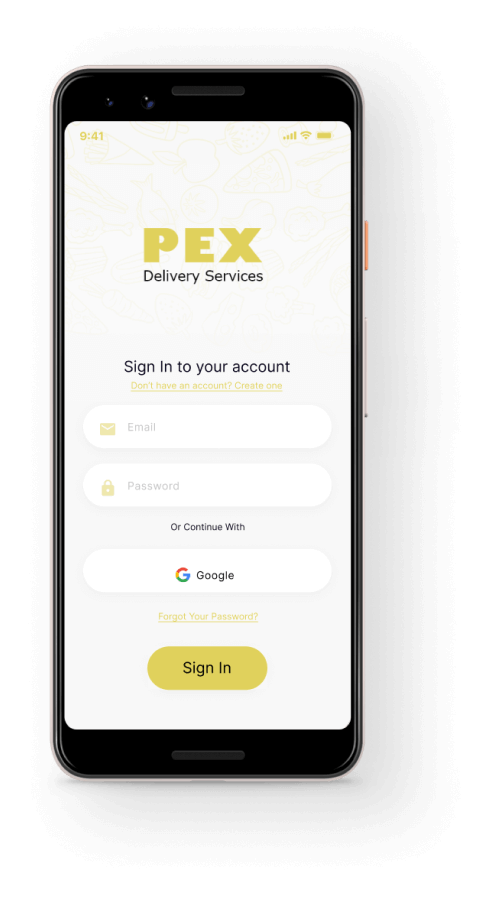 9:41
PEX
Delivery Services
Sign In to your account
Don't have an account? Create one
Email
Password
Or Continue With
Google
Forgot Your Password?
Sign In